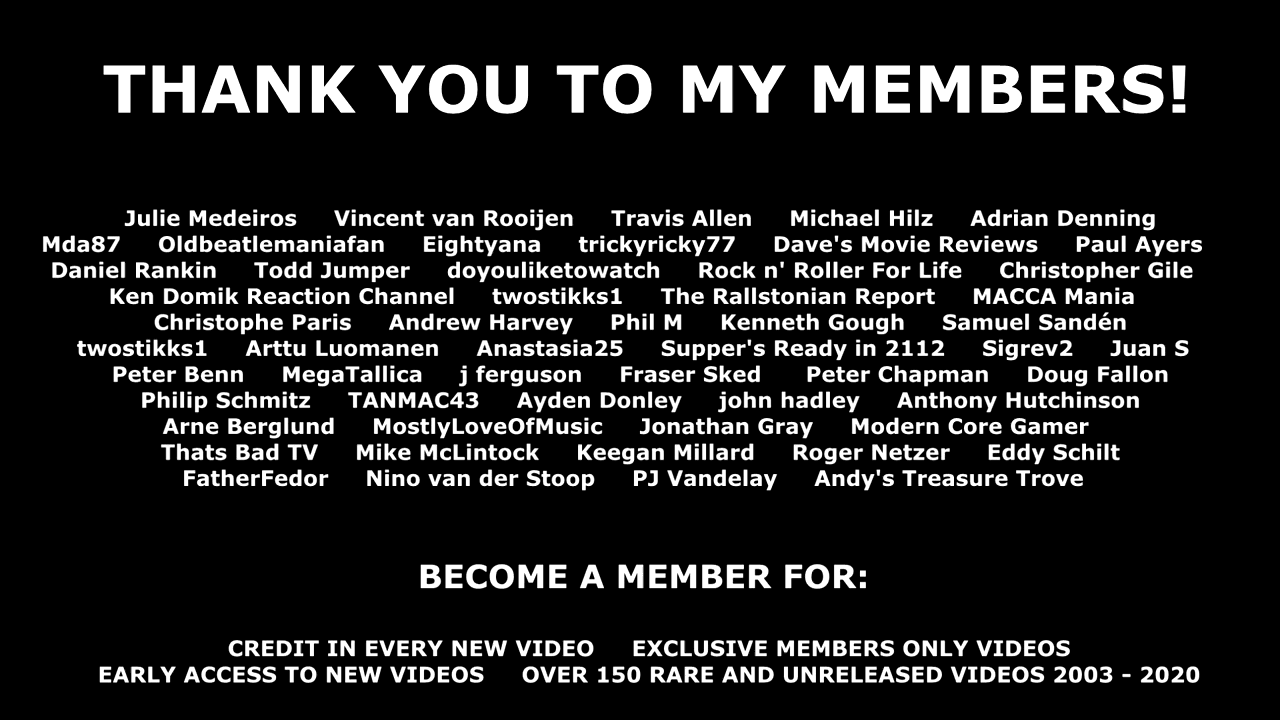 THANK YOU TO MY MEMBERS!
Julie Medeiros Vincent van Rooijen Travis Allen Michael Hilz Adrian Denning
Mda87 Oldbeatlemaniafan Eightyana trickyricky77 Dave's Movie Reviews Paul Ayers
Daniel Rankin Todd Jumper doyouliketowatch Rock n' Roller For Life Christopher Gile
Ken Domik Reaction Channel twostikks1 The Rallstonian Report MACCA Mania
Christophe Paris Andrew Harvey Phil M Kenneth Gough Samuel Sandén
twostikks1 Arttu Luomanen Anastasia25 Supper's Ready in 2112 Sigrev2 Juan S
Peter Benn MegaTallica j ferguson Fraser Sked Peter Chapman Doug Fallon
Philip Schmitz TANMAC43 Ayden Donley john hadley Anthony Hutchinson
Arne Berglund MostlyLoveOfMusic Jonathan Gray Modern Core Gamer
Thats Bad TV Mike McLintock Keegan Millard Roger Netzer Eddy Schilt
FatherFedor Nino van der Stoop PJ Vandelay Andy's Treasure Trove
BECOME A MEMBER FOR:
CREDIT IN EVERY NEW VIDEO EXCLUSIVE MEMBERS ONLY VIDEOS
EARLY ACCESS TO NEW VIDEOS OVER 150 RARE AND UNRELEASED VIDEOS 2003 - 2020